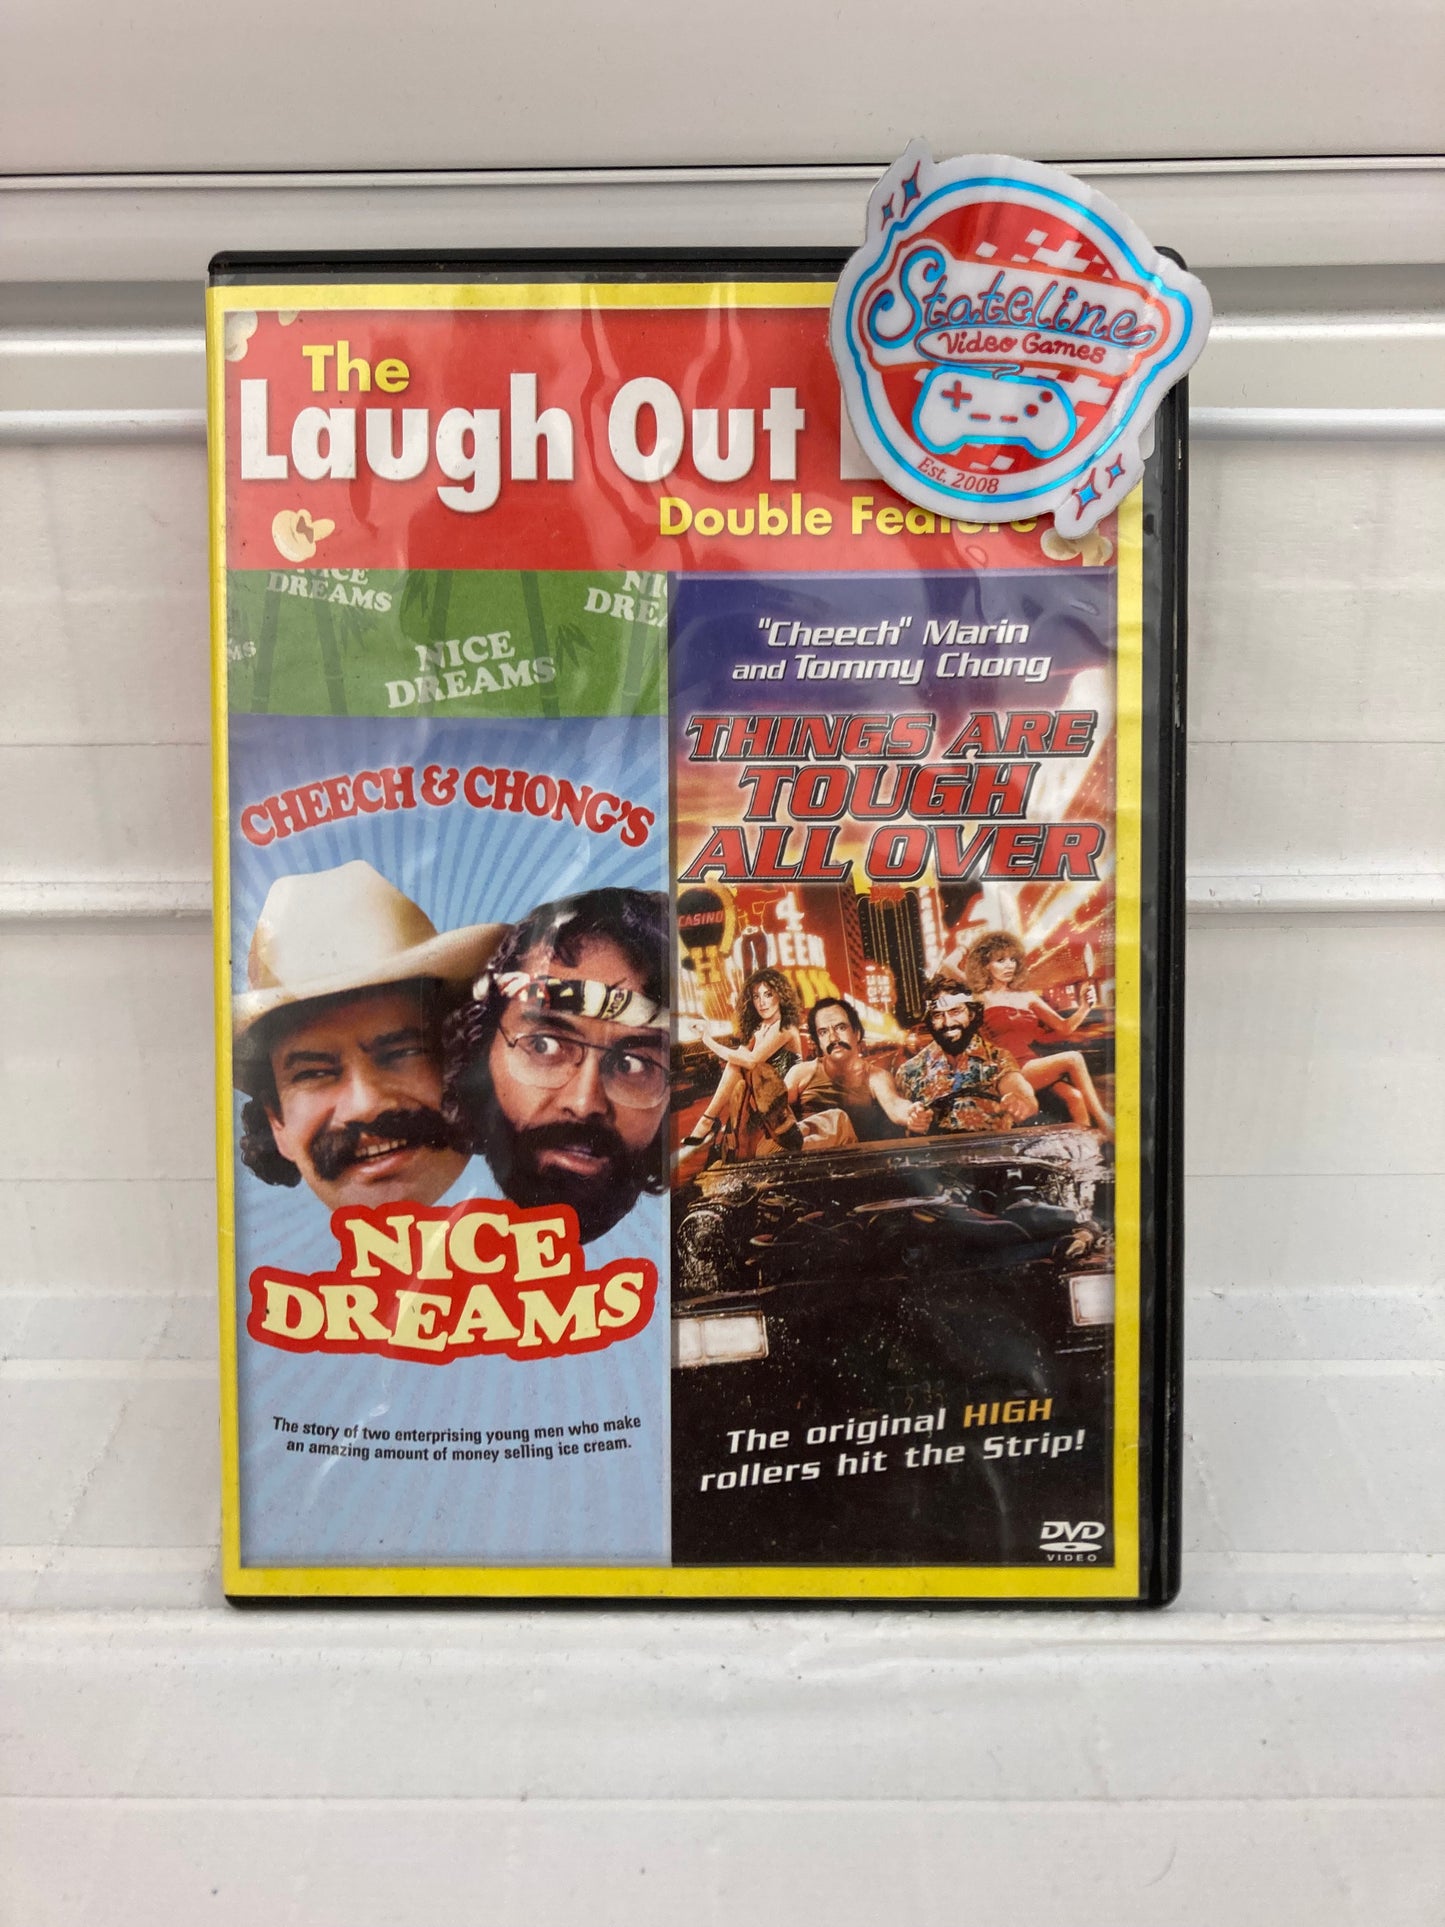 Stateline
Video Games
Est. 2008
The
Laugh Out
Double Feature
NICE
DREAMS
NICE
DREAMS
"Cheech" Marin
and Tommy Chong
THINGS ARE
TOUGH
ALL OVER
CHEECH & CHONG'S
CASINO
4
NICE
DREAMS
The story of two enterprising young men who make
an amazing amount of money selling ice cream.
The original HIGH
rollers hit the Strip!
DVD
VIDEO